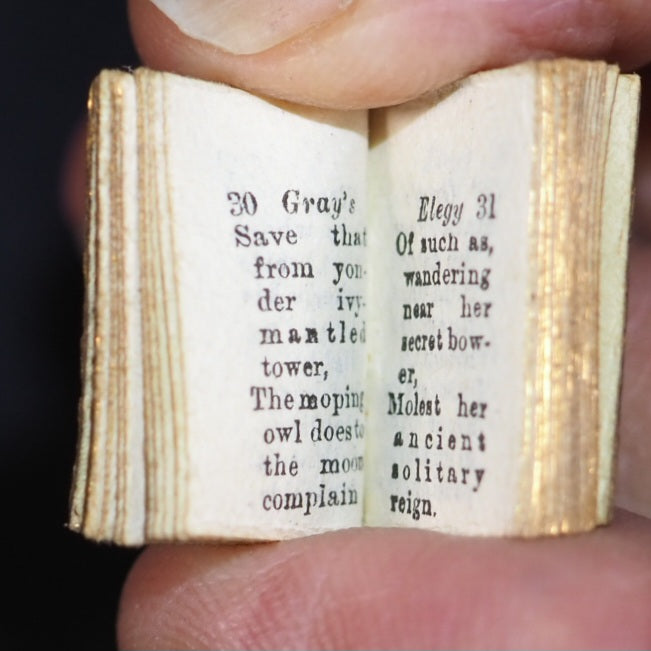 30 Gray's
Save that
from yon-
der ivy-
mantled
tower,
The moping
owl does to
the moon
complain
Elegy 31
Of such as,
wandering
near her
secret bow-
er,
Molest her
ancient
solitary
reign.